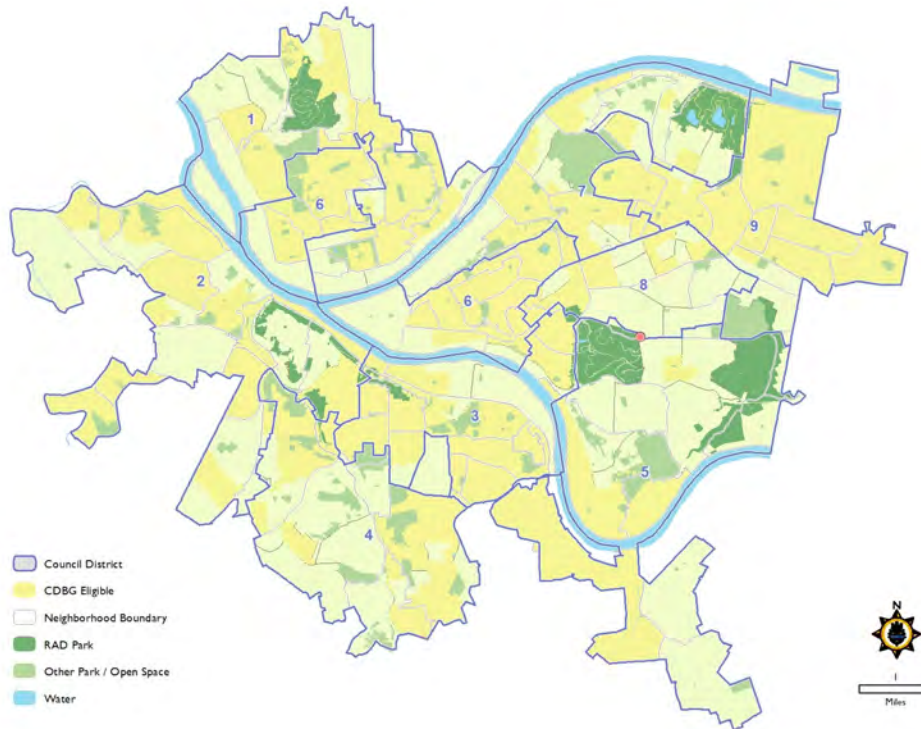 1
6
7
9
2
6
8
3
5
4
Council District
CDBG Eligible
Neighborhood Boundary
RAD Park
Other Park / Open Space
Water
N
1
Miles